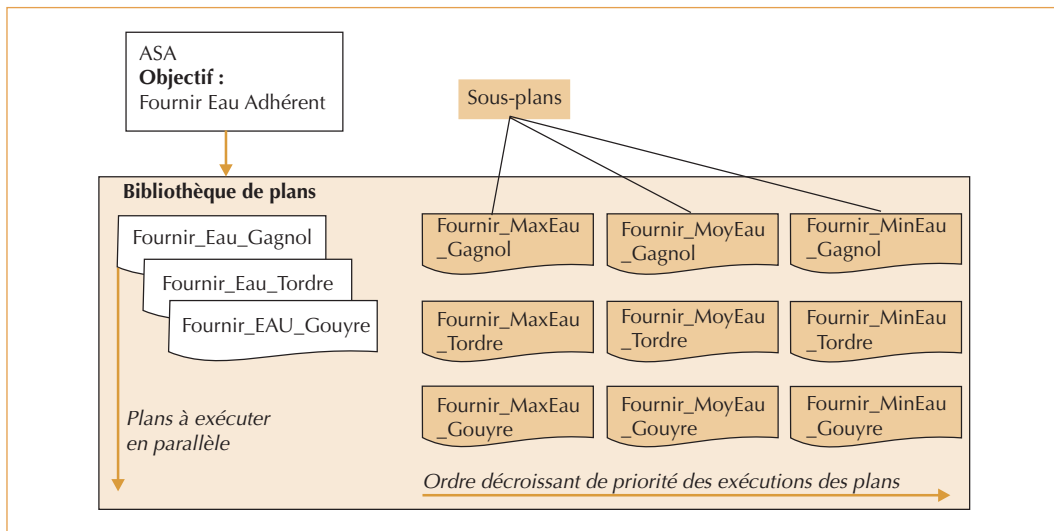 ASA
Objectif :
Fournir Eau Adhérent
Sous-plans
Bibliothèque de plans
Fournir_Eau_Gagnol
Fournir_Eau_Tordre
Fournir_EAU_Gouyre
Plans à exécuter
en parallèle
Fournir_MaxEau
_Gagnol
Fournir_MoyEau
_Gagnol
Fournir_MinEau
_Gagnol
Fournir_MaxEau
_Tordre
Fournir_MoyEau
_Tordre
Fournir_MinEau
_Tordre
Fournir_MaxEau
_Gouyre
Fournir_MoyEau
_Gouyre
Fournir_MinEau
_Gouyre
Ordre décroissant de priorité des exécutions des plans